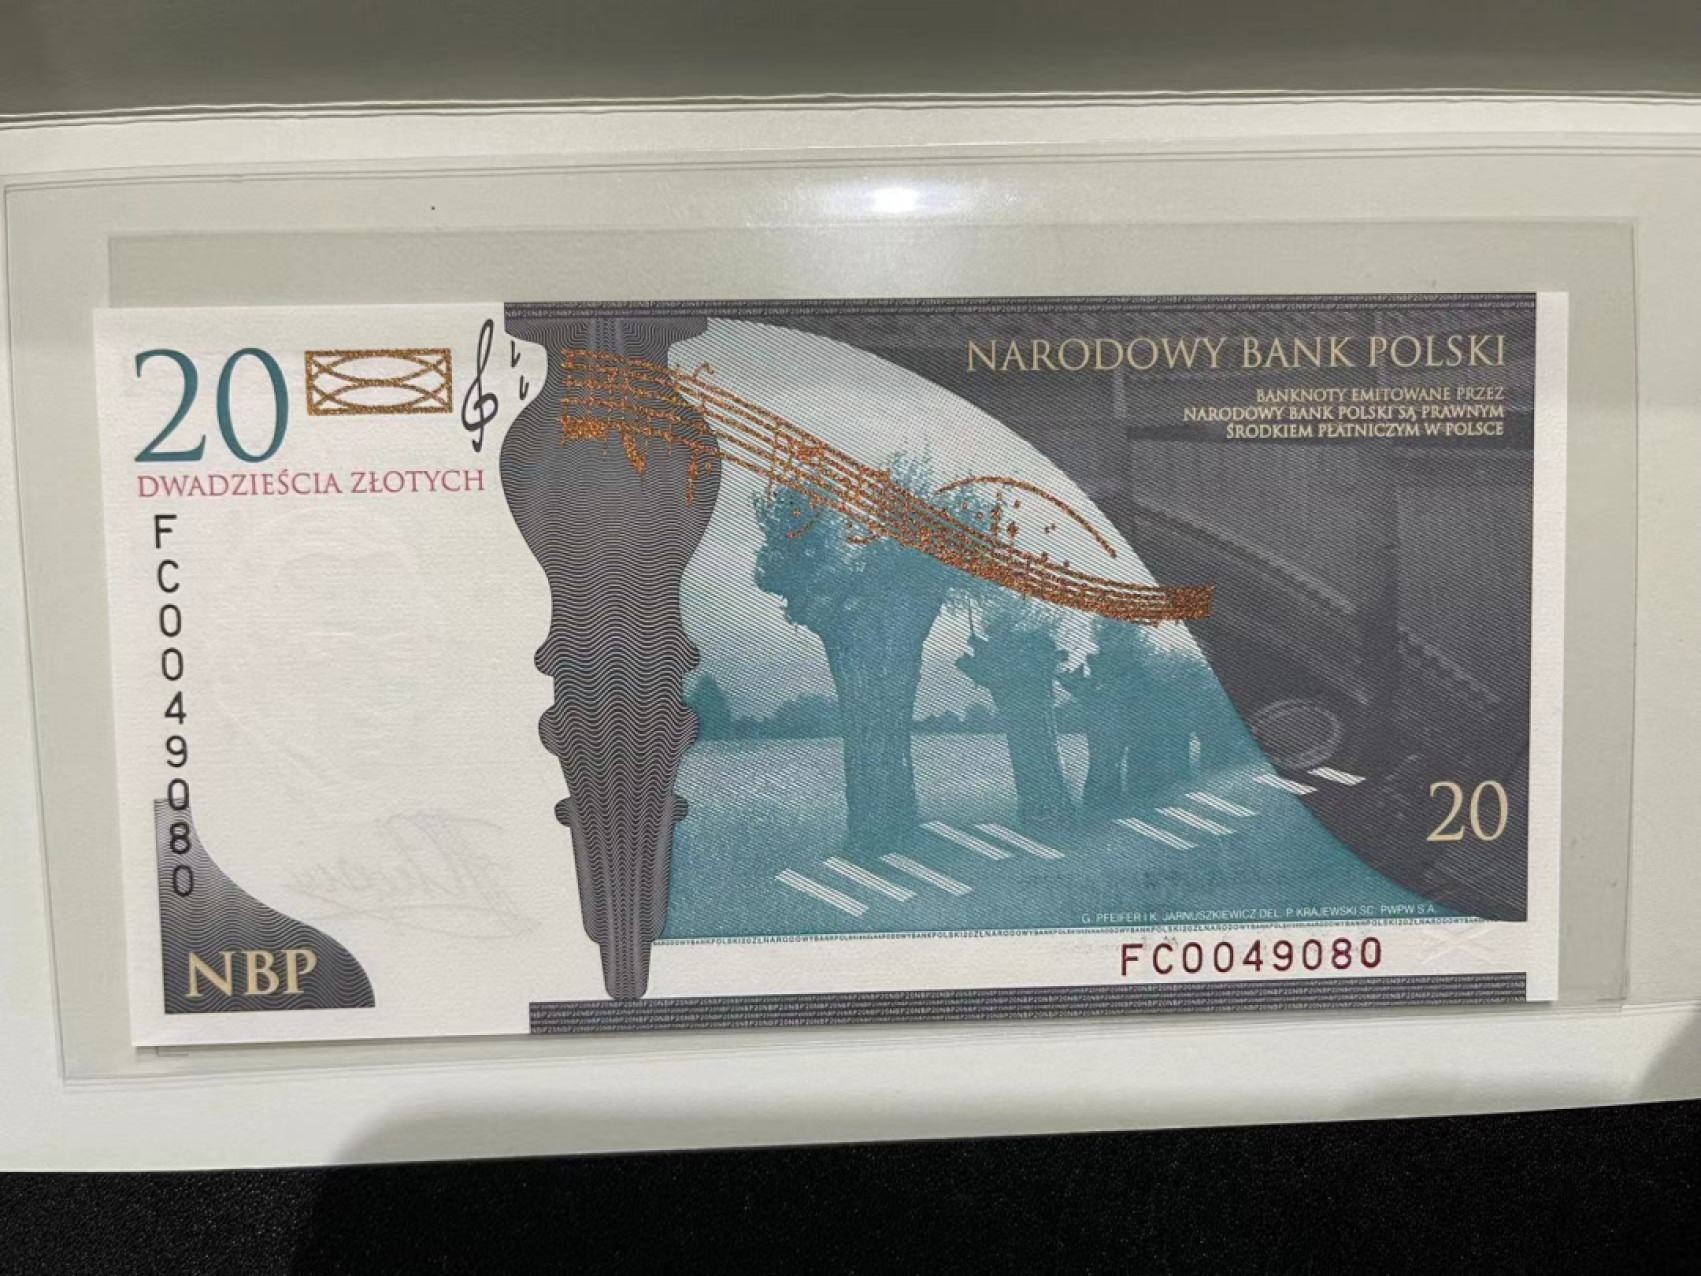 20
DWADZIEŚCIA ZŁOTYCH
FC0049080
NBP
NARODOWY BANK POLSKI
BANKNOTY EMITOWANE PRZEZ
NARODOWY BANK POLSKI SĄ PRAWNYM
ŚRODKIEM PŁATNICZYM W POLSCE
20
G. PFEIFER I K. JARNUSZKIEWICZ DEL. P. KRAJEWSKI SC. PWPW S.A.
FC0049080